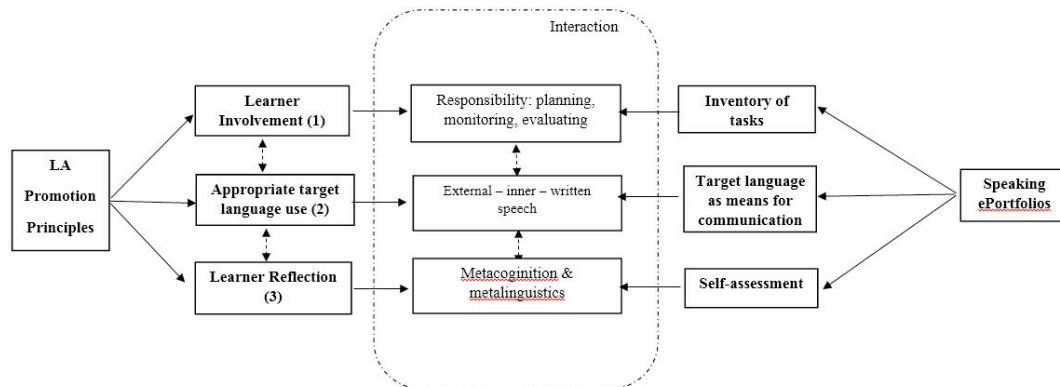 Interaction
LA
Promotion
Principles
Learner
Involvement (1)
Appropriate target
language use (2)
Learner Reflection
(3)
Responsibility: planning,
monitoring, evaluating
External – inner – written
speech
Metacoginition &
metalinguistics
Inventory of
tasks
Target language
as means for
communication
Self-assessment
Speaking
ePortfolios